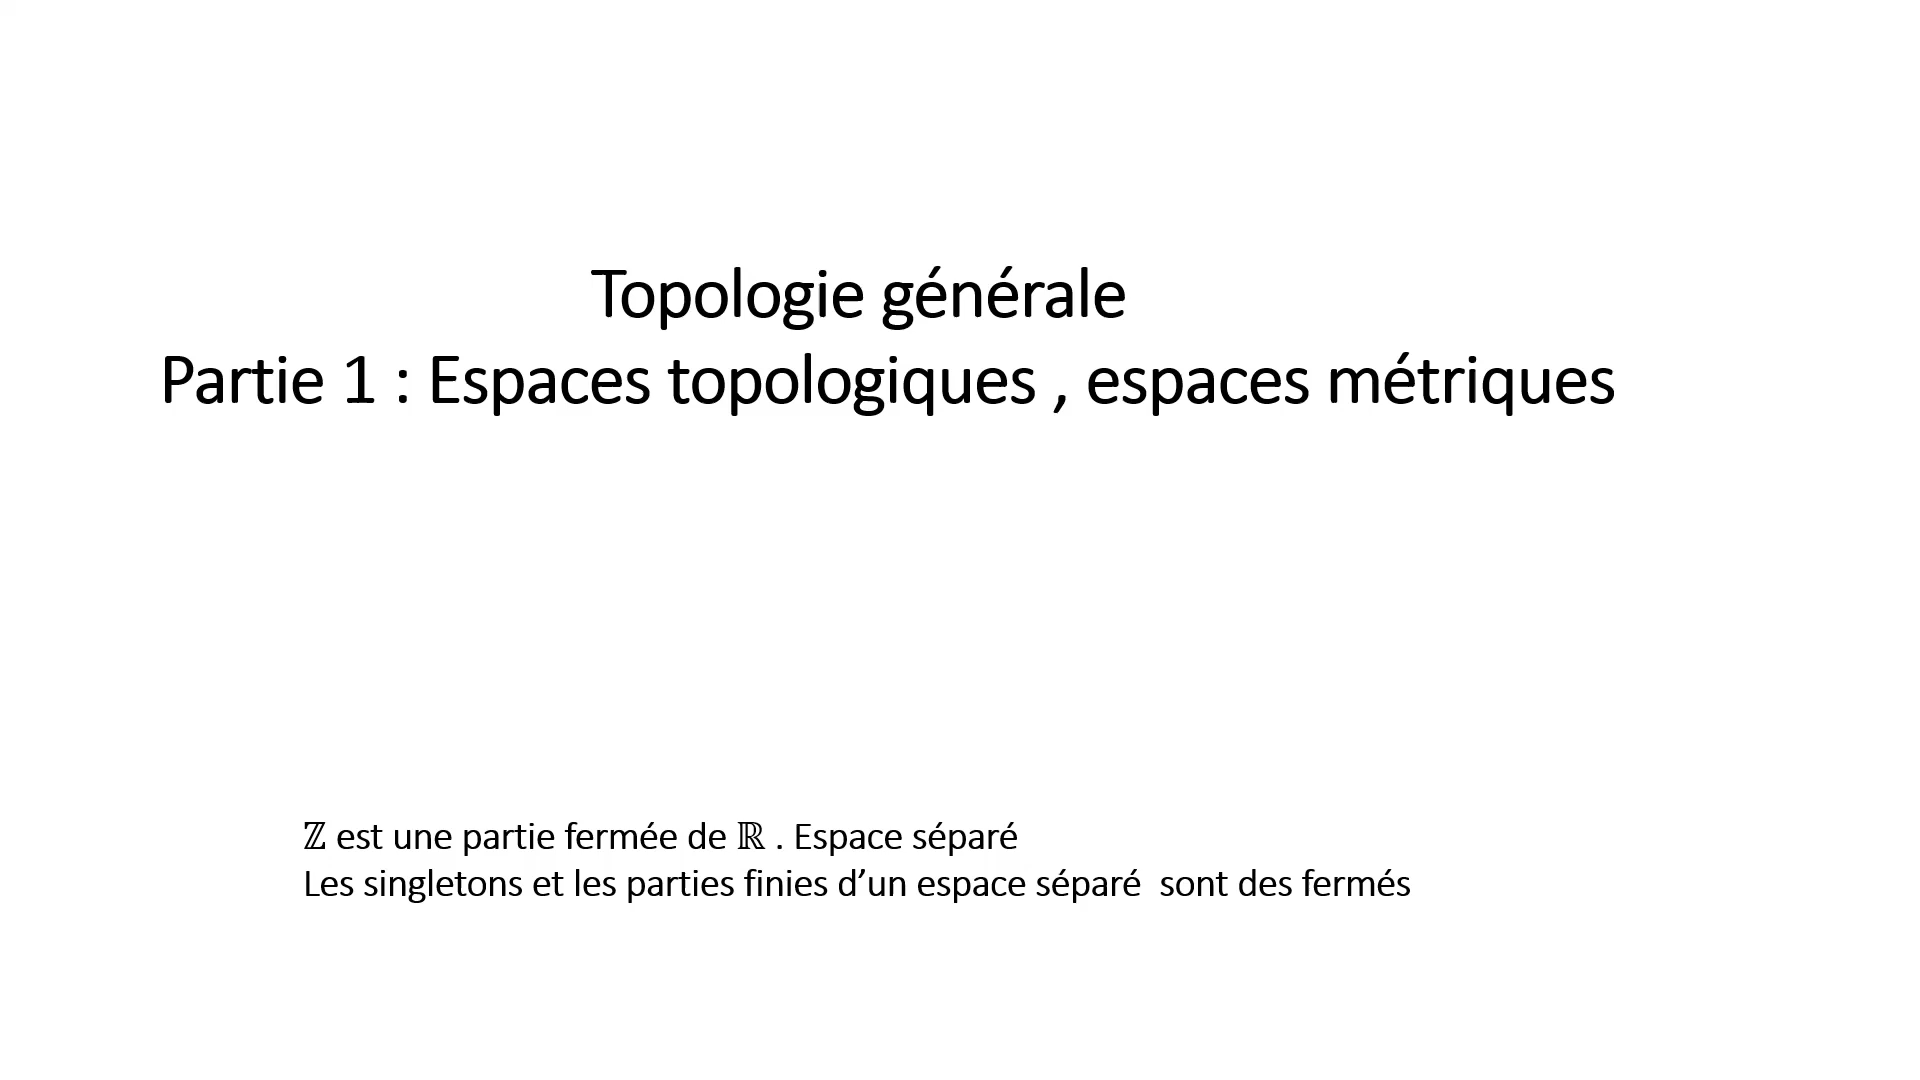 Topologie générale
Partie 1 : Espaces topologiques , espaces métriques
ℤ est une partie fermée de ℝ . Espace séparé
Les singletons et les parties finies d’un espace séparé  sont des fermés